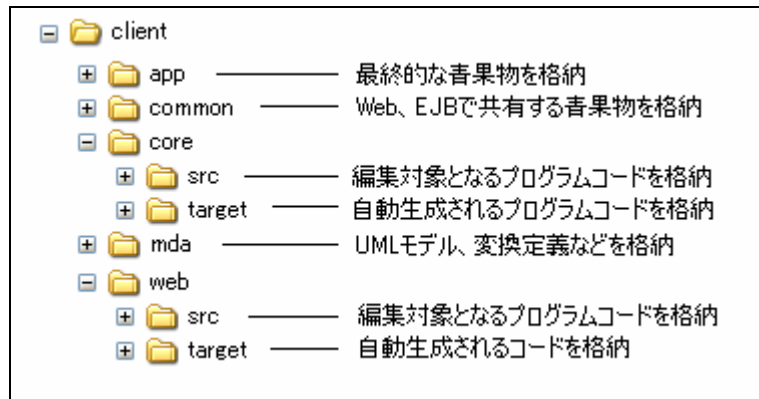 client
app 最終的な青果物を格納
common Web、EJBで共有する青果物を格納
core
src 編集対象となるプログラムコードを格納
target 自動生成されるプログラムコードを格納
mda UMLモデル、変換定義などを格納
web
src 編集対象となるプログラムコードを格納
target 自動生成されるコードを格納